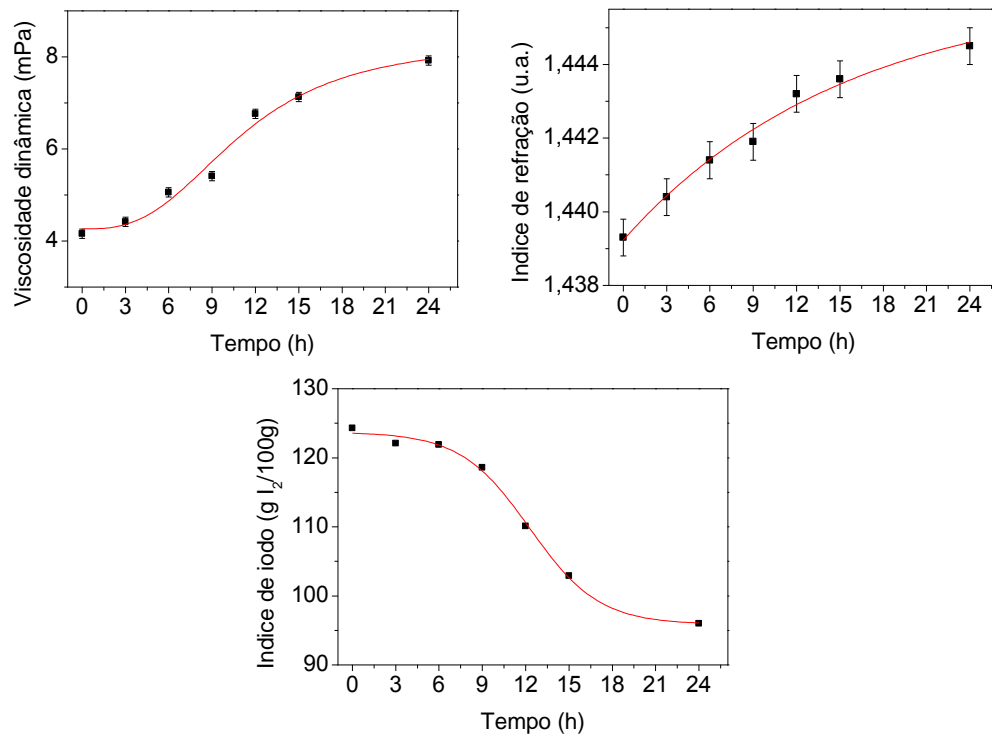 Viscosidade dinâmica (mPa)
8
6
4
0 3 6 9 12 15 18 21 24
Tempo (h)
Indice de refração (u.a.)
1,444
1,442
1,440
1,438
0 3 6 9 12 15 18 21 24
Tempo (h)
Indice de iodo (g I₂/100g)
130
120
110
100
90
0 3 6 9 12 15 18 21 24
Tempo (h)